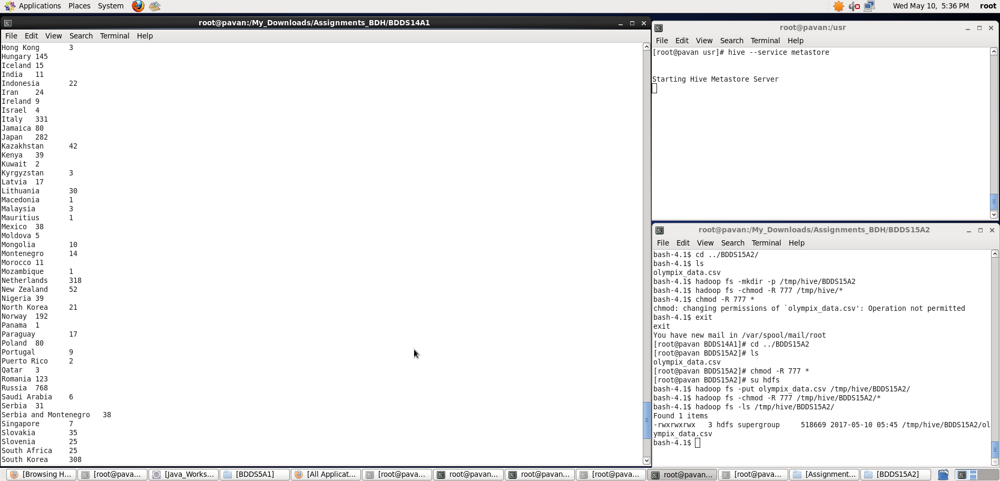 Applications Places System
Wed May 10, 5:36 PM root
root@pavan:/My_Downloads/Assignments_BDH/BDDS14A1
File Edit View Search Terminal Help
Hong Kong 3
Hungary 145
Iceland 15
India 11
Indonesia 22
Iran 24
Ireland 9
Israel 4
Italy 331
Jamaica 80
Japan 282
Kazakhstan 42
Kenya 39
Kuwait 2
Kyrgyzstan 3
Latvia 17
Lithuania 30
Macedonia 1
Malaysia 3
Mauritius 1
Mexico 38
Moldova 5
Mongolia 10
Montenegro 14
Morocco 11
Mozambique 1
Netherlands 318
New Zealand 52
Nigeria 39
North Korea 21
Norway 192
Panama 1
Paraguay 17
Poland 80
Portugal 9
Puerto Rico 2
Qatar 3
Romania 123
Russia 768
Saudi Arabia 6
Serbia 31
Serbia and Montenegro 38
Singapore 7
Slovakia 35
Slovenia 25
South Africa 25
South Korea 308
root@pavan:/usr
File Edit View Search Terminal Help
[root@pavan usr]# hive --service metastore
Starting Hive Metastore Server
root@pavan:/My_Downloads/Assignments_BDH/BDDS15A2
File Edit View Search Terminal Help
bash-4.1$ cd ../BDDS15A2/
bash-4.1$ ls
olympix_data.csv
bash-4.1$ hadoop fs -mkdir -p /tmp/hive/BDDS15A2
bash-4.1$ hadoop fs -chmod -R 777 /tmp/hive/*
bash-4.1$ chmod -R 777 *
chmod: changing permissions of `olympix_data.csv': Operation not permitted
bash-4.1$ exit
exit
You have new mail in /var/spool/mail/root
[root@pavan BDDS14A1]# cd ../BDDS15A2
[root@pavan BDDS15A2]# ls
olympix_data.csv
[root@pavan BDDS15A2]# chmod -R 777 *
[root@pavan BDDS15A2]# su hdfs
bash-4.1$ hadoop fs -put olympix_data.csv /tmp/hive/BDDS15A2/
bash-4.1$ hadoop fs -chmod -R 777 /tmp/hive/BDDS15A2/*
bash-4.1$ hadoop fs -ls /tmp/hive/BDDS15A2/
Found 1 items
-rwxrwxrwx 3 hdfs supergroup 518669 2017-05-10 05:45 /tmp/hive/BDDS15A2/ol
ympix_data.csv
bash-4.1$
[Browsing H... [root@pava... [Java_Works... [BDDS5A1] [All Applicat... [root@pava... root@pavan... root@pavan... [root@pava... root@pavan... [root@pava... [Assignment... [BDDS15A2]